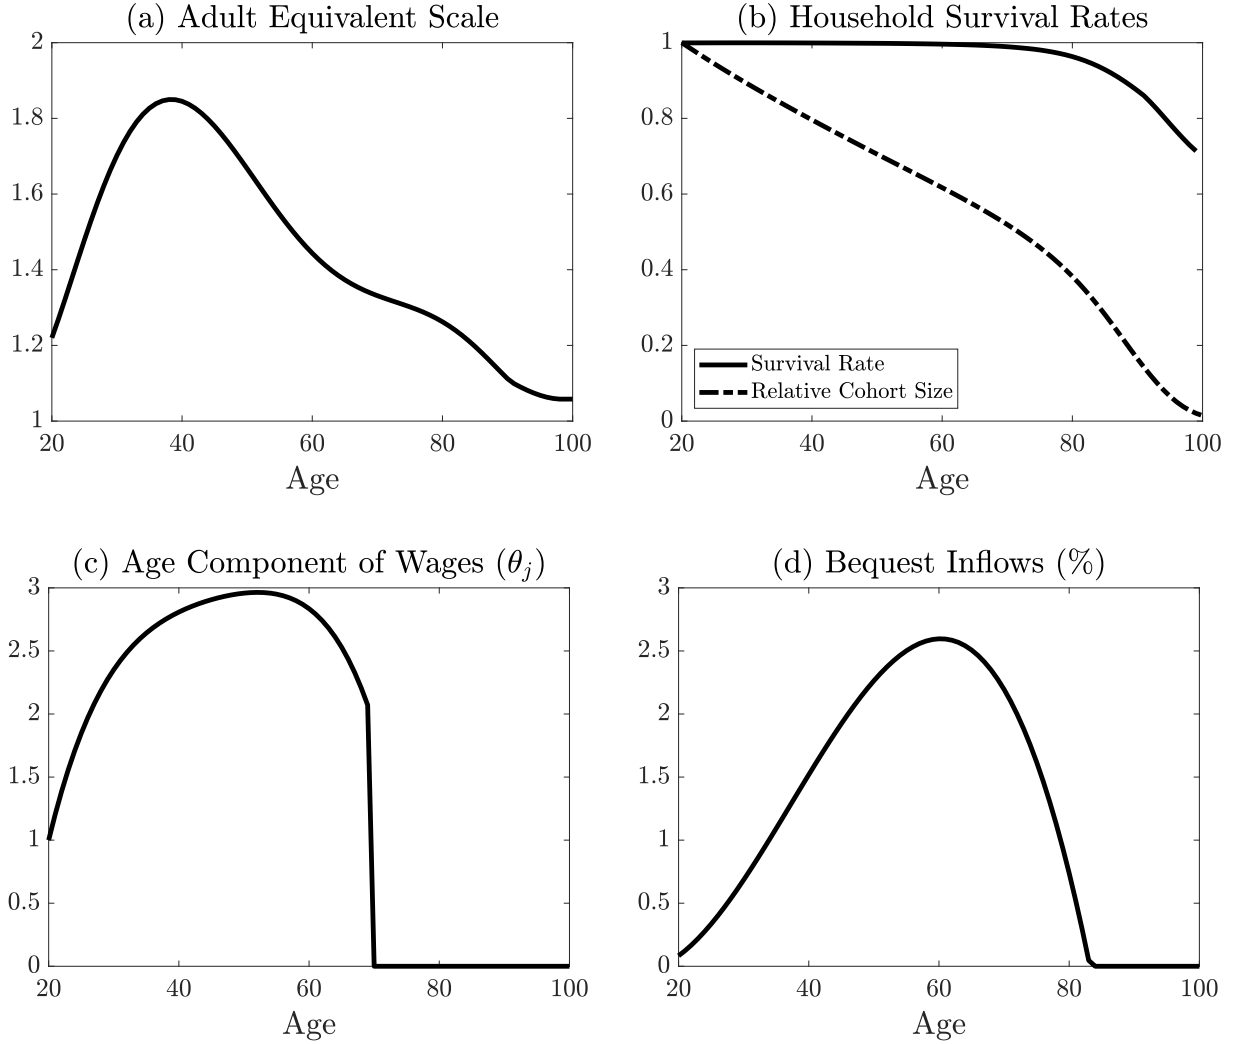 (a) Adult Equivalent Scale
2
1.8
1.6
1.4
1.2
1
20 40 60 80 100
Age
(b) Household Survival Rates
1
0.8
0.6
0.4
0.2
0
Survival Rate
Relative Cohort Size
20 40 60 80 100
Age
(c) Age Component of Wages (θⱼ)
3
2.5
2
1.5
1
0.5
0
20 40 60 80 100
Age
(d) Bequest Inflows (%)
3
2.5
2
1.5
1
0.5
0
20 40 60 80 100
Age